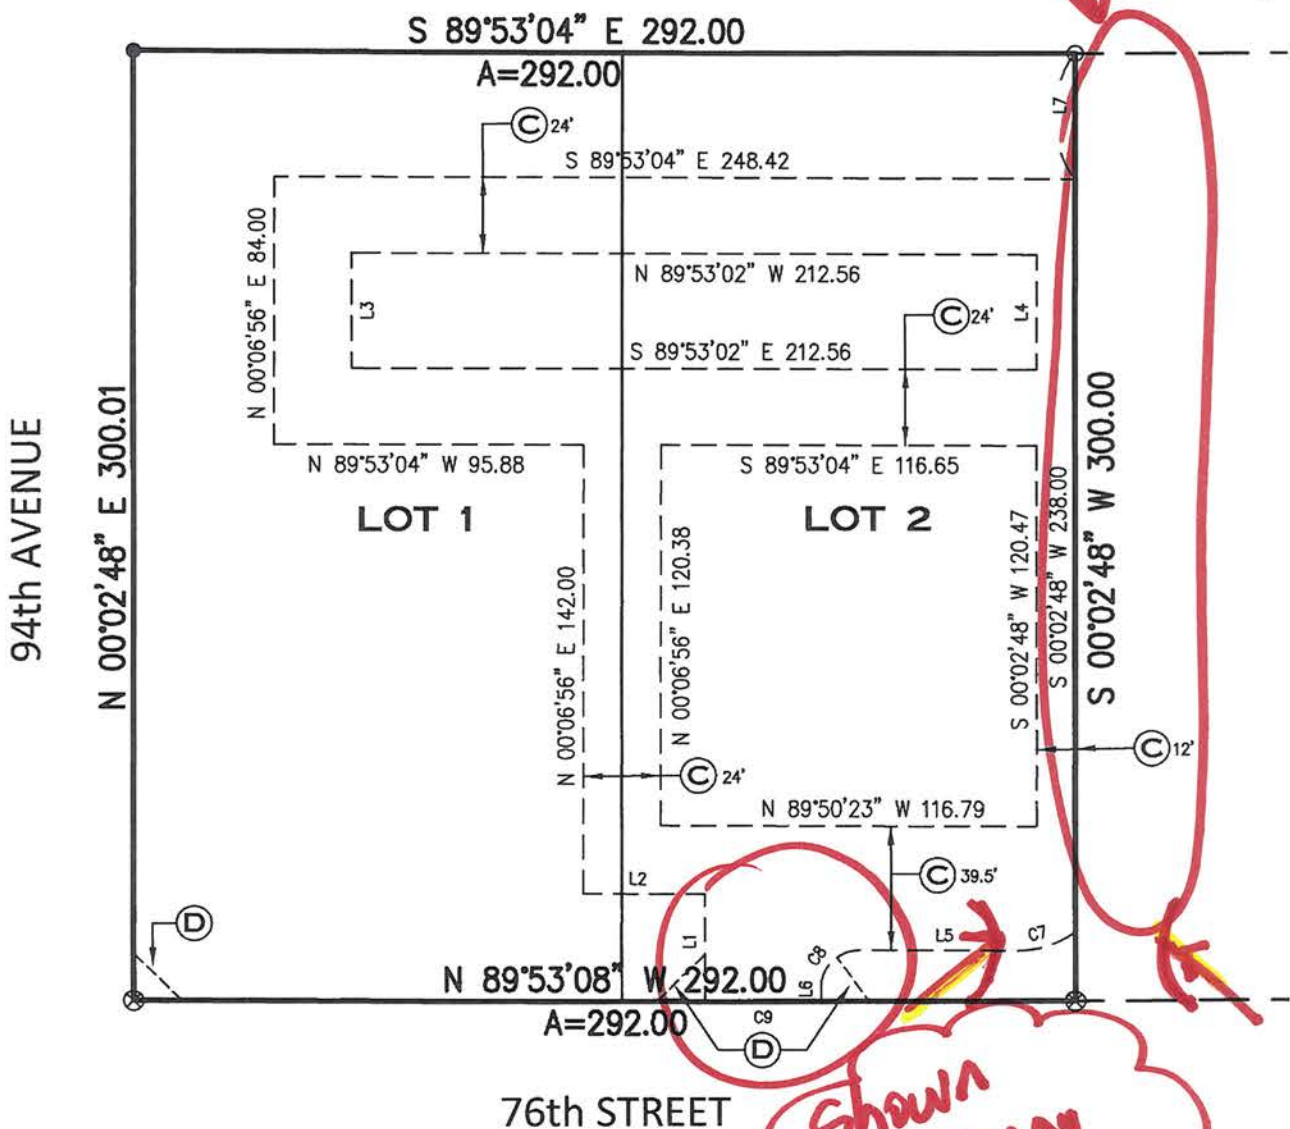 S 89°53'04" E 292.00
A=292.00
C 24'
L7
S 89°53'04" E 248.42
N 00°06'56" E 84.00
N 89°53'02" W 212.56
L3
C 24'
L4
S 89°53'02" E 212.56
N 89°53'04" W 95.88
S 89°53'04" E 116.65
LOT 1
LOT 2
94th AVENUE
N 00°02'48" E 300.01
N 00°06'56" E 142.00
N 00°06'56" E 120.38
S 00°02'48" W 120.47
S 00°02'48" W 238.00
S 00°02'48" W 300.00
C 24'
C 12'
N 89°50'23" W 116.79
L2
C 39.5'
D
L1
C8
L5
C7
L6
N 89°53'08" W 292.00
A=292.00
C9
D
76th STREET
Shown